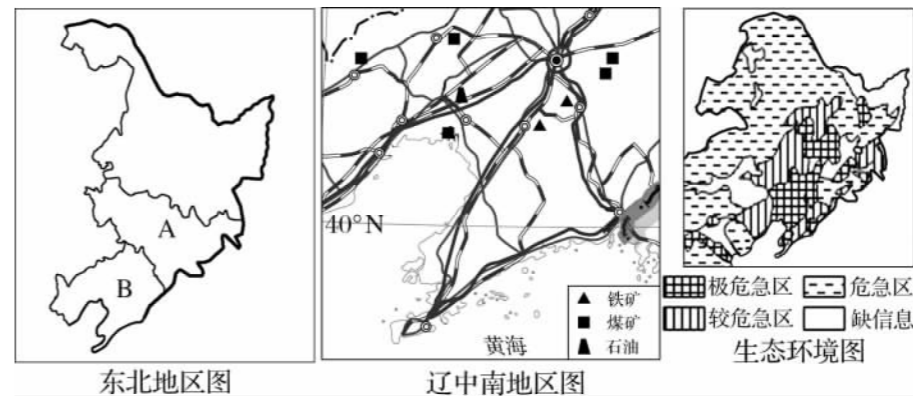 A
B
东北地区图
40°N
黄海
铁矿
煤矿
石油
辽中南地区图
极危急区 危急区
较危急区 缺信息
生态环境图